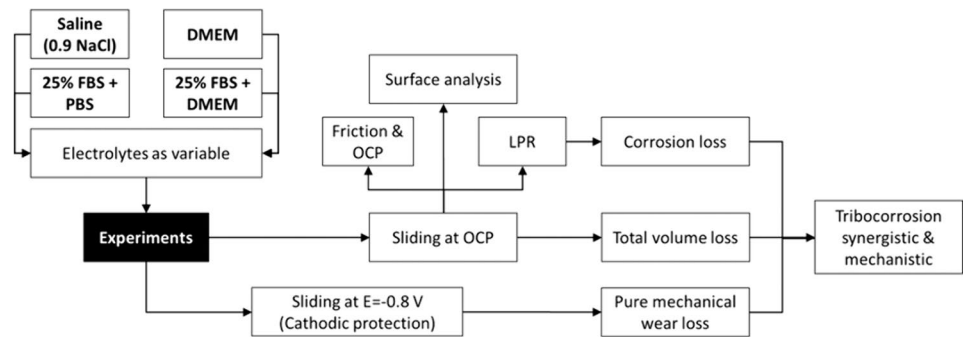 Saline
(0.9 NaCl)
DMEM
25% FBS +
PBS
25% FBS +
DMEM
Electrolytes as variable
Surface analysis
Friction &
OCP
LPR
Corrosion loss
Experiments
Sliding at OCP
Total volume loss
Tribocorrosion
synergistic &
mechanistic
Sliding at E=-0.8 V
(Cathodic protection)
Pure mechanical
wear loss